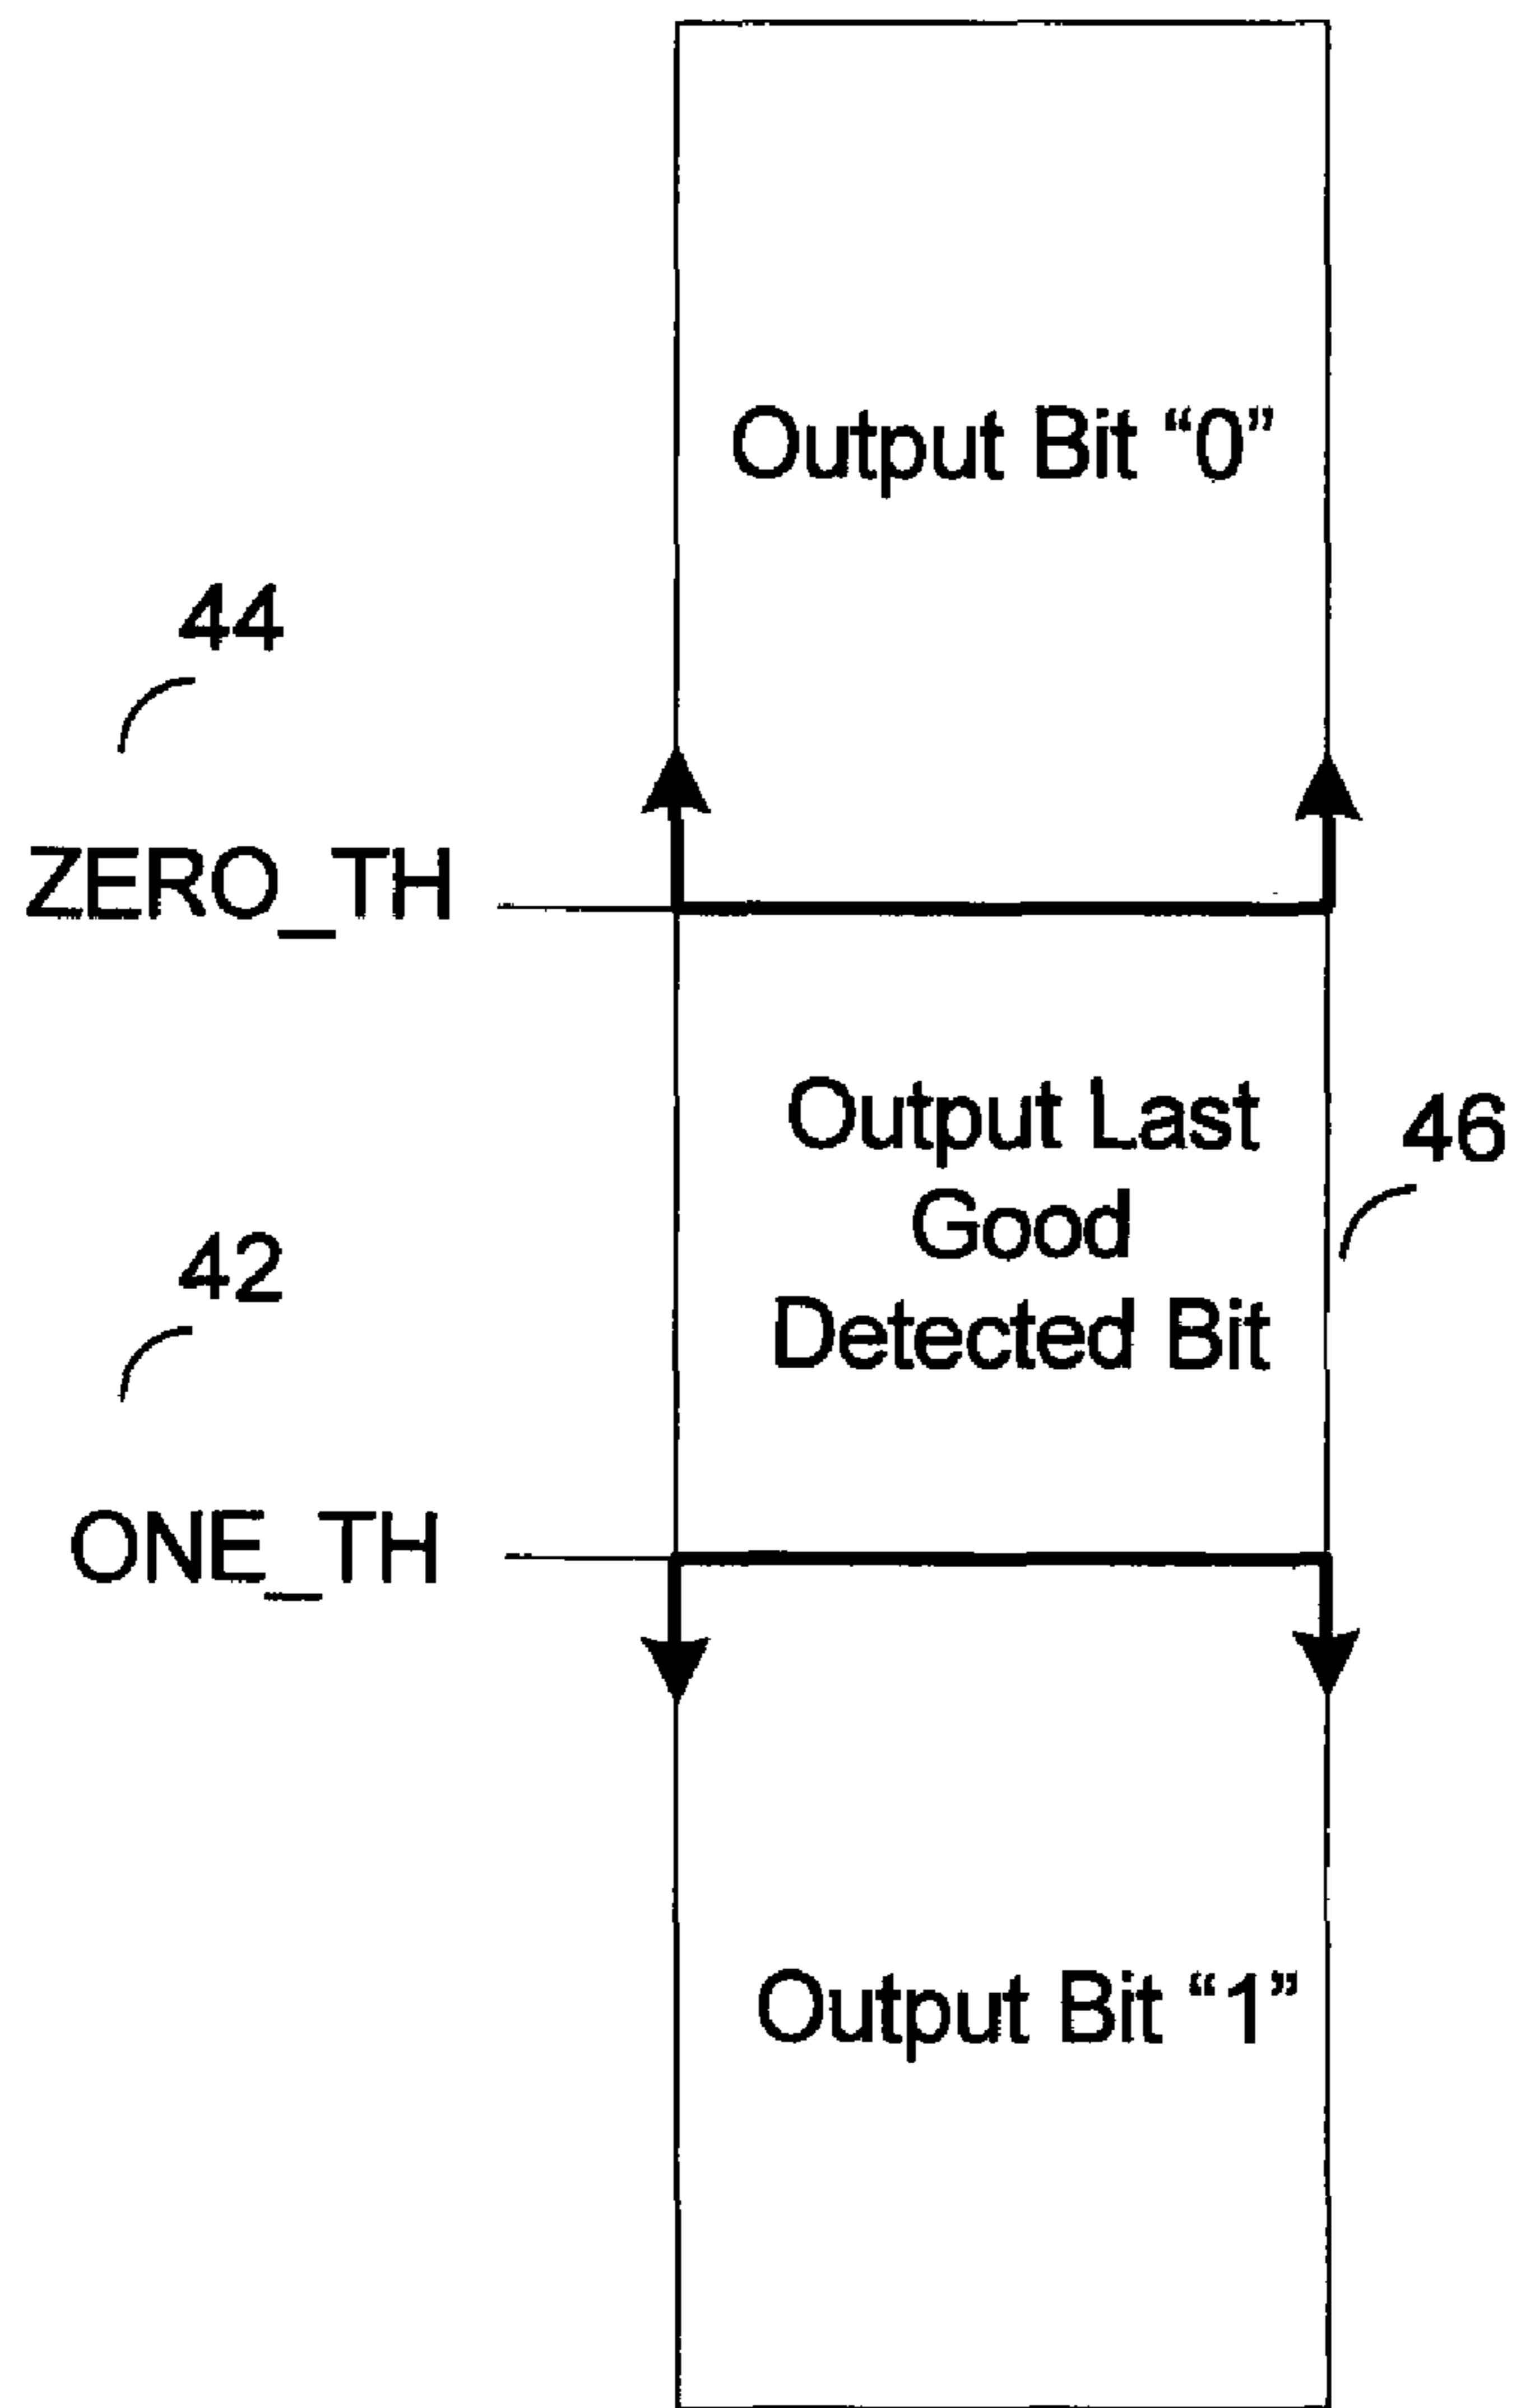 Output Bit “0”
44
ZERO_TH
Output Last
Good
Detected Bit
46
42
ONE_TH
Output Bit “1”